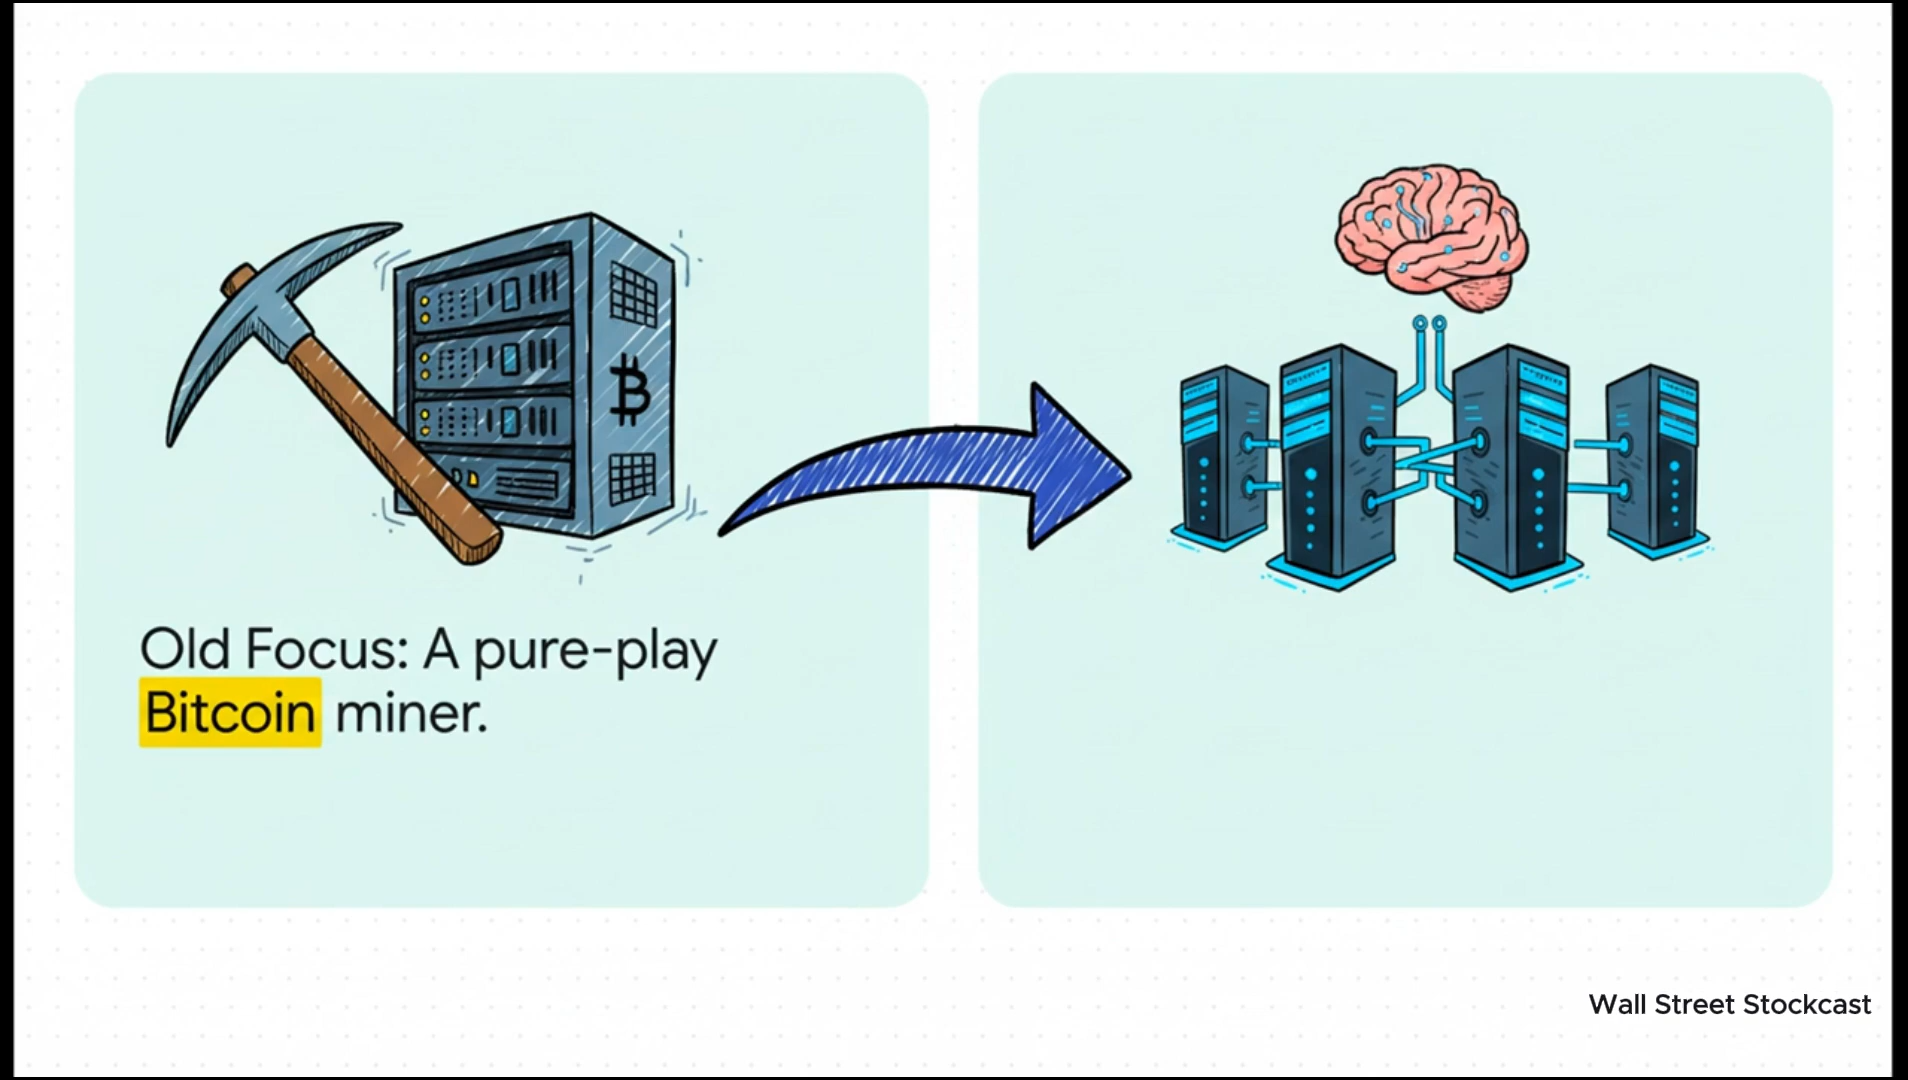 Old Focus: A pure-play
Bitcoin miner.
Wall Street Stockcast